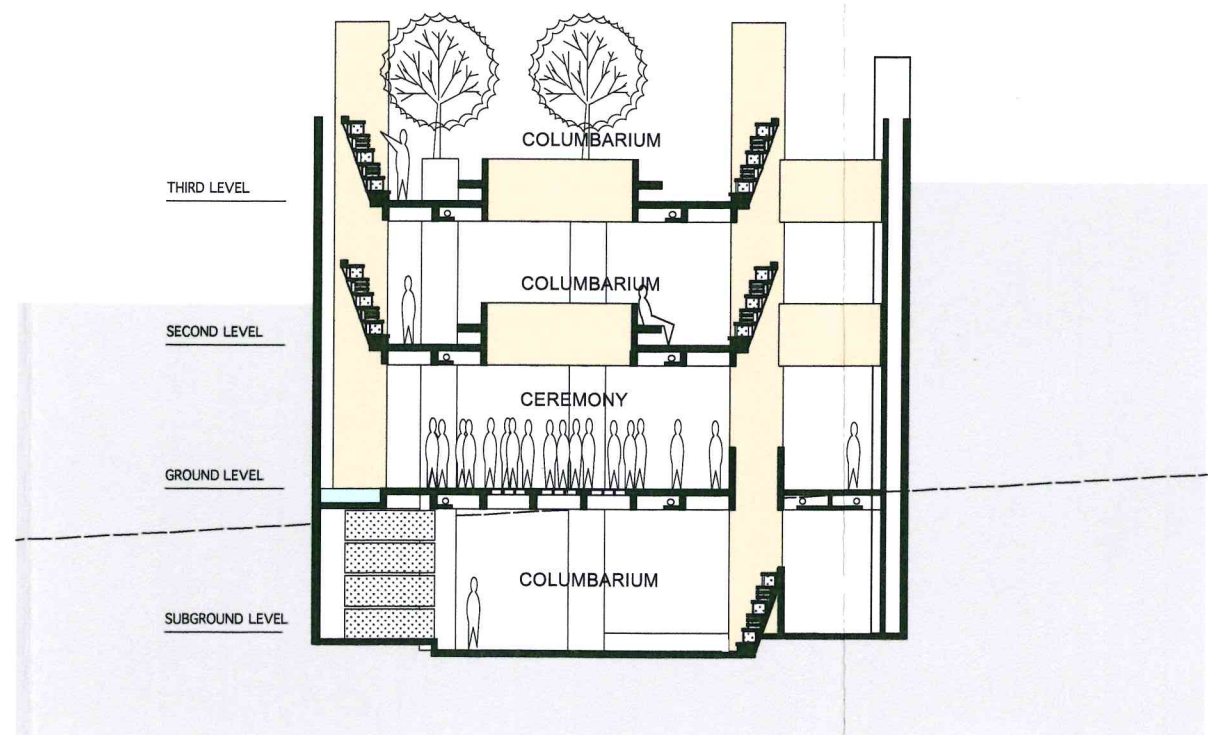 COLUMBARIUM
THIRD LEVEL
COLUMBARIUM
SECOND LEVEL
CEREMONY
GROUND LEVEL
COLUMBARIUM
SUBGROUND LEVEL